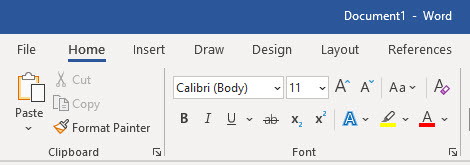 Document1 - Word
File Home Insert Draw Design Layout References
Cut
Copy
Paste
Format Painter
Clipboard
Calibri (Body) 11 A A Aa A
B I U ab x₂ x² A A
Font